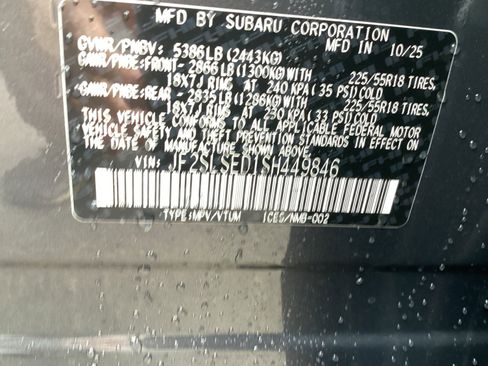 MFD BY SUBARU CORPORATION
MFD IN 10/25
GVWR/PNBV: 5386LB (2443KG)
GAWR/PNBE:FRONT- 2866LB(1300KG)WITH 225/55R18 TIRES,
18X7J RIMS AT 240 KPA(35 PSI)COLD
GAWR/PNBE:REAR- 2835LB(1286KG)WITH 225/55R18 TIRES,
18X7J RIMS AT 230 KPA(33 PSI)COLD
THIS VEHICLE CONFORMS TO ALL APPLICABLE FEDERAL MOTOR
VEHICLE SAFETY AND THEFT PREVENTION STANDARDS IN EFFECT
ON THE DATE OF MANUFACTURE SHOWN ABOVE.
VIN: JF2SLSED1SH449846
TYPE:MPV/VTUM ICES/NMB-002